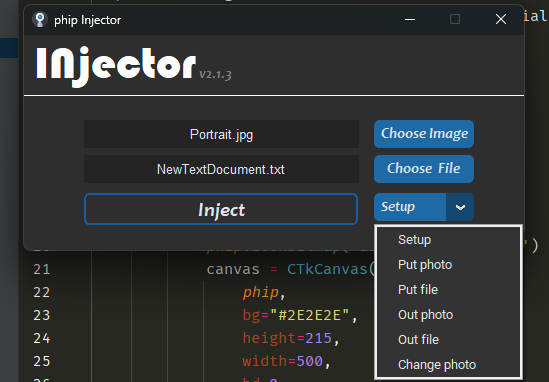 phip Injector
INjector v2.1.3
Portrait.jpg
Choose Image
NewTextDocument.txt
Choose File
Inject
Setup
Setup
Put photo
Put file
Out photo
Out file
Change photo
21 canvas = CTkCanvas(
22 phip,
23 bg="#2E2E2E",
24 height=215,
25 width=500,